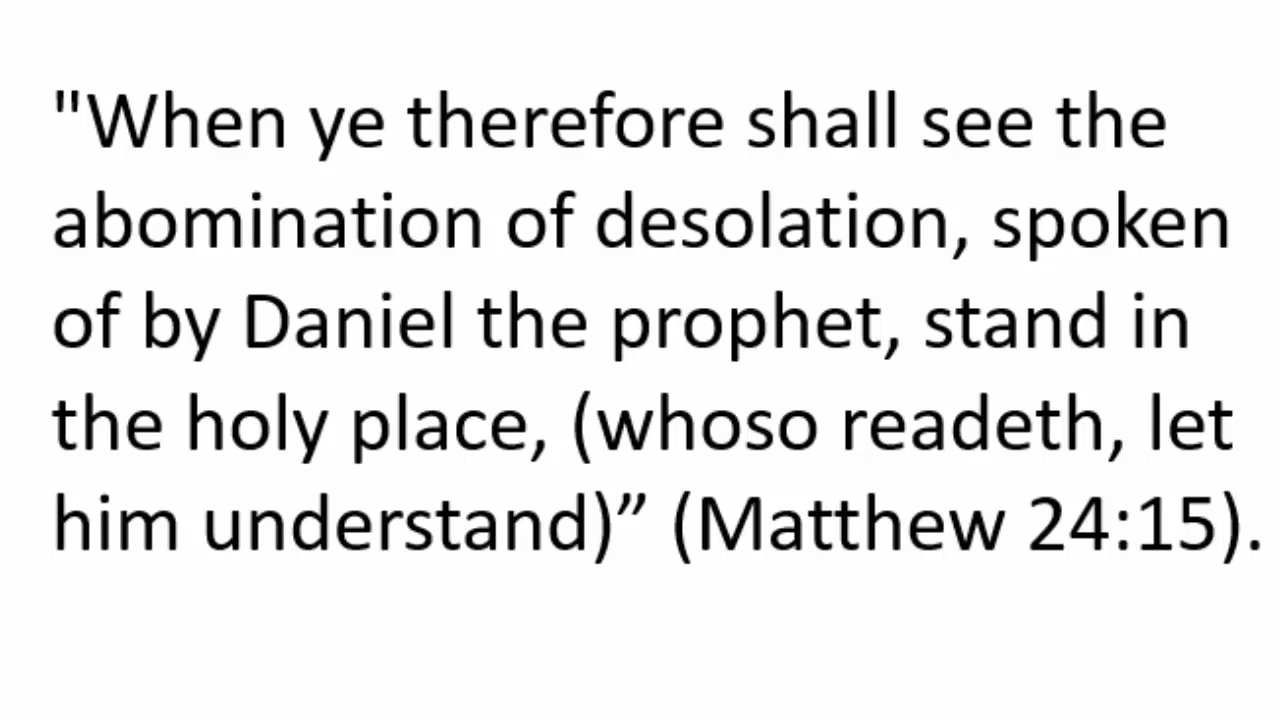 "When ye therefore shall see the
abomination of desolation, spoken
of by Daniel the prophet, stand in
the holy place, (whoso readeth, let
him understand)” (Matthew 24:15).